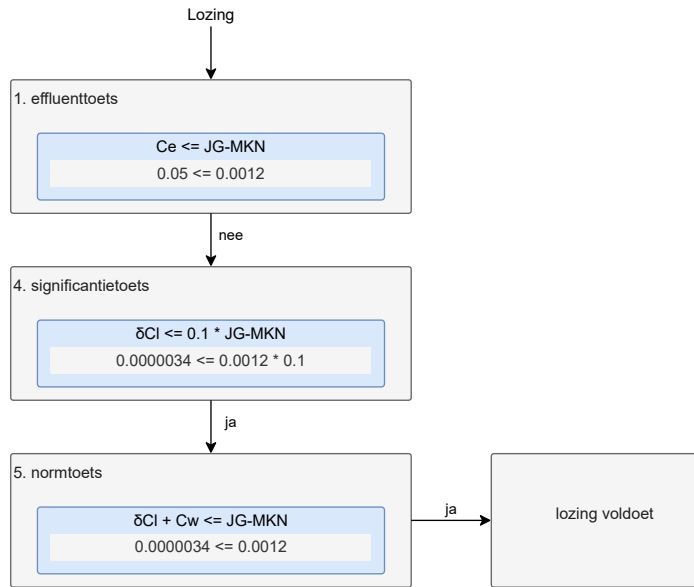 Lozing
1. effluenttoets
Ce <= JG-MKN
0.05 <= 0.0012
nee
4. significantietoets
δCl <= 0.1 * JG-MKN
0.0000034 <= 0.0012 * 0.1
ja
5. normtoets
δCl + Cw <= JG-MKN
0.0000034 <= 0.0012
ja
lozing voldoet